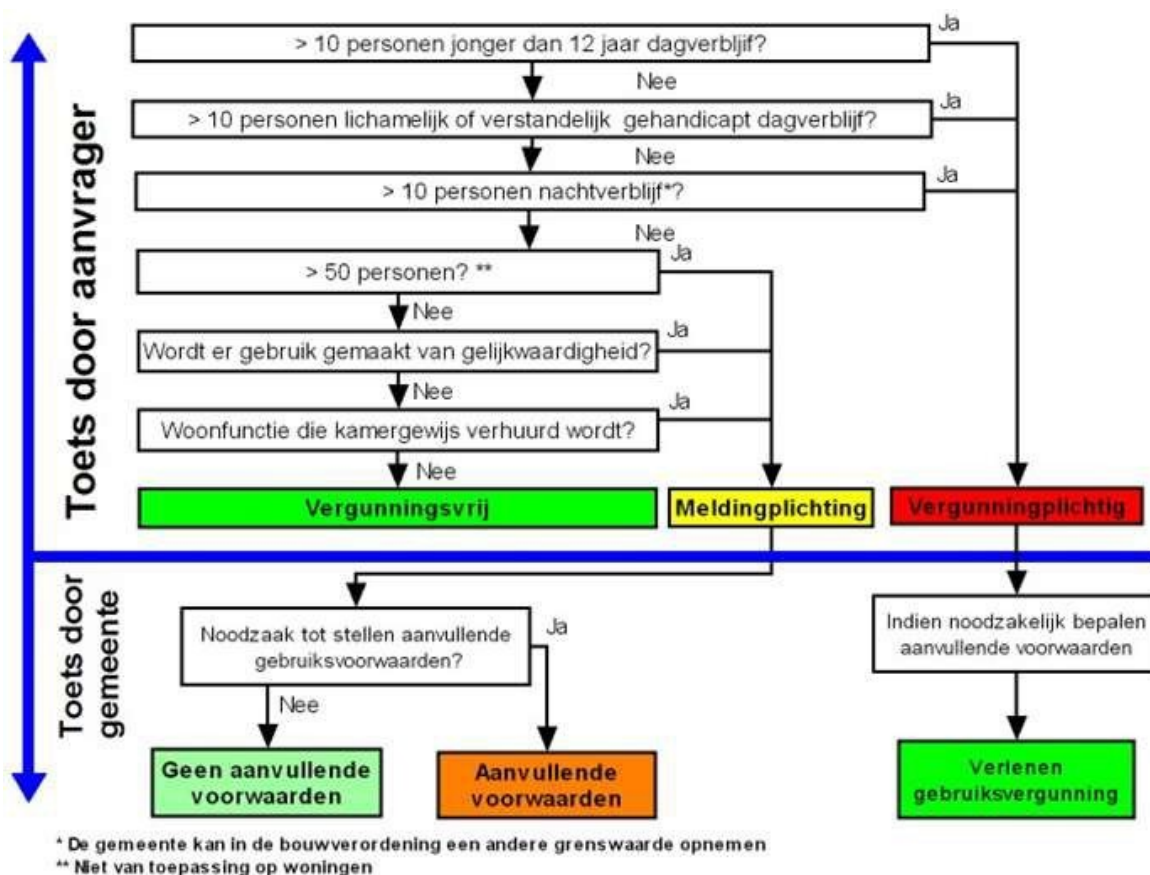 Toets door aanvrager
> 10 personen jonger dan 12 jaar dagverblijf?
Ja
Nee
> 10 personen lichamelijk of verstandelijk gehandicapt dagverblijf?
Ja
Nee
> 10 personen nachtverblijf*?
Ja
Nee
> 50 personen? **
Ja
Nee
Wordt er gebruik gemaakt van gelijkwaardigheid?
Ja
Nee
Woonfunctie die kamergewijs verhuurd wordt?
Ja
Nee
Vergunningsvrij
Meldingplichting
Vergunningplichtig
Toets door
gemeente
Noodzaak tot stellen aanvullende
gebruiksvoorwaarden?
Ja
Nee
Indien noodzakelijk bepalen
aanvullende voorwaarden
Geen aanvullende
voorwaarden
Aanvullende
voorwaarden
Verlenen
gebruiksvergunning
* De gemeente kan in de bouwverordening een andere grenswaarde opnemen
** Niet van toepassing op woningen